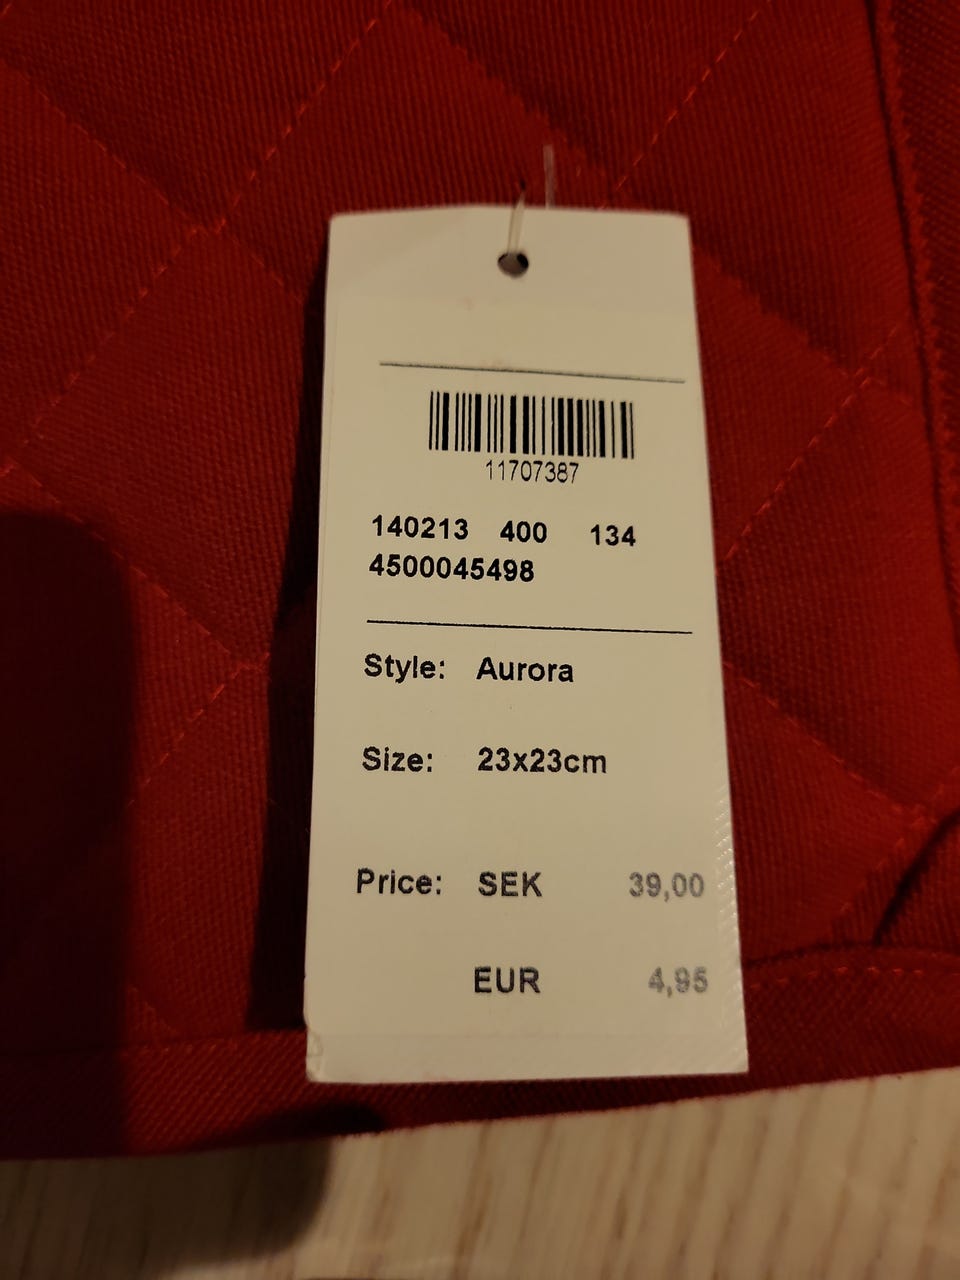 11707387
140213 400 134
4500045498
Style: Aurora
Size: 23x23cm
Price: SEK 39,00
EUR 4,95